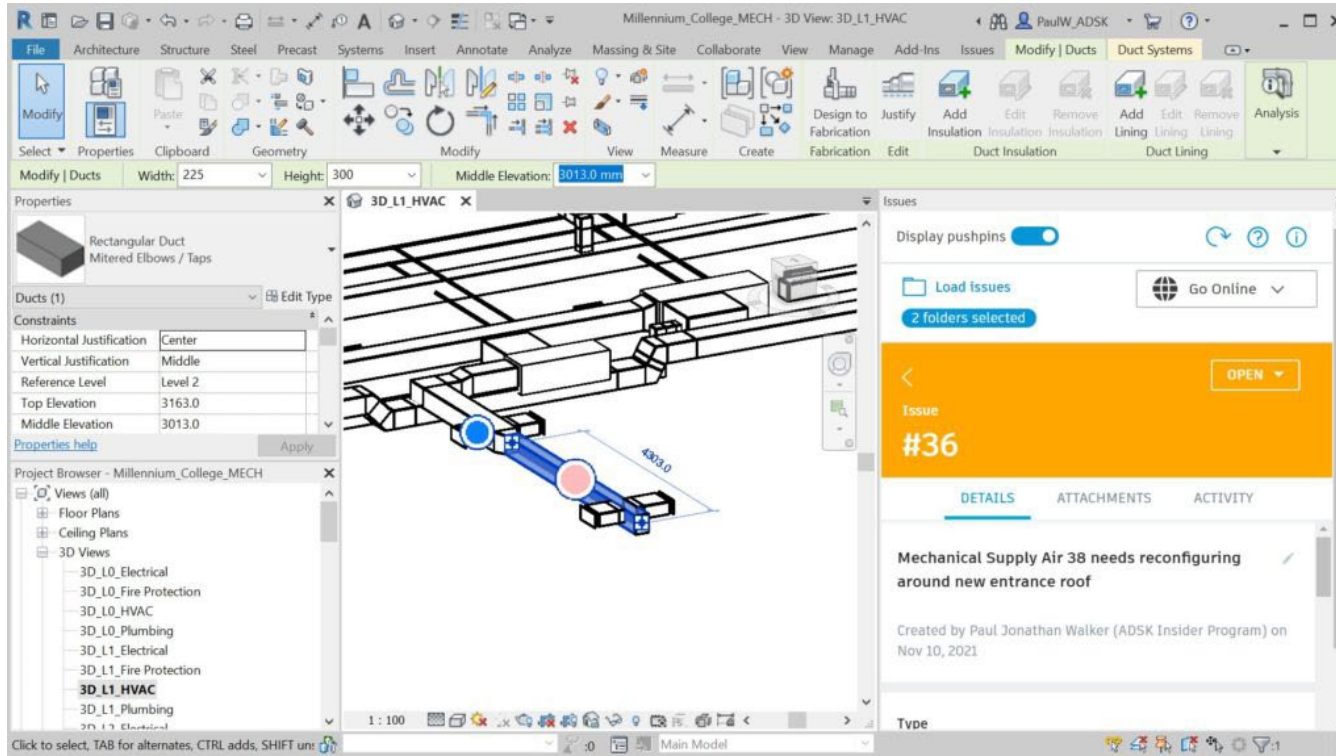 Millennium_College_MECH - 3D View: 3D_L1_HVAC
PaulW_ADSK
File Architecture Structure Steel Precast Systems Insert Annotate Analyze Massing & Site Collaborate View Manage Add-Ins Issues Modify | Ducts Duct Systems
Modify
Paste
Design to Fabrication
Justify
Add Insulation
Edit Insulation
Remove Insulation
Add Lining
Edit Lining
Remove Lining
Analysis
Select Properties Clipboard Geometry Modify View Measure Create Fabrication Edit Duct Insulation Duct Lining
Modify | Ducts Width: 225 Height: 300 Middle Elevation: 3013.0 mm
Properties
Rectangular Duct
Mitered Elbows / Taps
Ducts (1) Edit Type
Constraints
Horizontal Justification Center
Vertical Justification Middle
Reference Level Level 2
Top Elevation 3163.0
Middle Elevation 3013.0
Properties help Apply
Project Browser - Millennium_College_MECH
Views (all)
Floor Plans
Ceiling Plans
3D Views
3D_L0_Electrical
3D_L0_Fire Protection
3D_L0_HVAC
3D_L0_Plumbing
3D_L1_Electrical
3D_L1_Fire Protection
3D_L1_HVAC
3D_L1_Plumbing
3D_L2_Electrical
3D_L1_HVAC
4303.0
1 : 100
Issues
Display pushpins
Load issues
Go Online
2 folders selected
OPEN
Issue
#36
DETAILS ATTACHMENTS ACTIVITY
Mechanical Supply Air 38 needs reconfiguring
around new entrance roof
Created by Paul Jonathan Walker (ADSK Insider Program) on
Nov 10, 2021
Type
Click to select, TAB for alternates, CTRL adds, SHIFT uns :0 Main Model :1